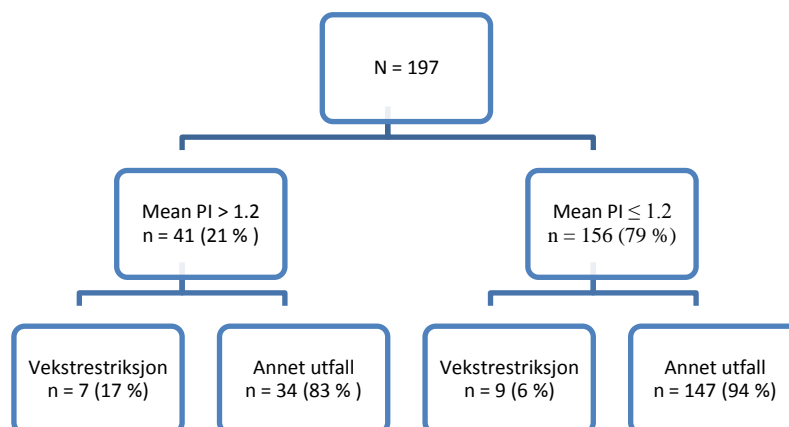 N = 197
Mean PI > 1.2
n = 41 (21 % )
Mean PI ≤ 1.2
n = 156 (79 %)
Vekstrestriksjon
n = 7 (17 %)
Annet utfall
n = 34 (83 % )
Vekstrestriksjon
n = 9 (6 %)
Annet utfall
n = 147 (94 %)